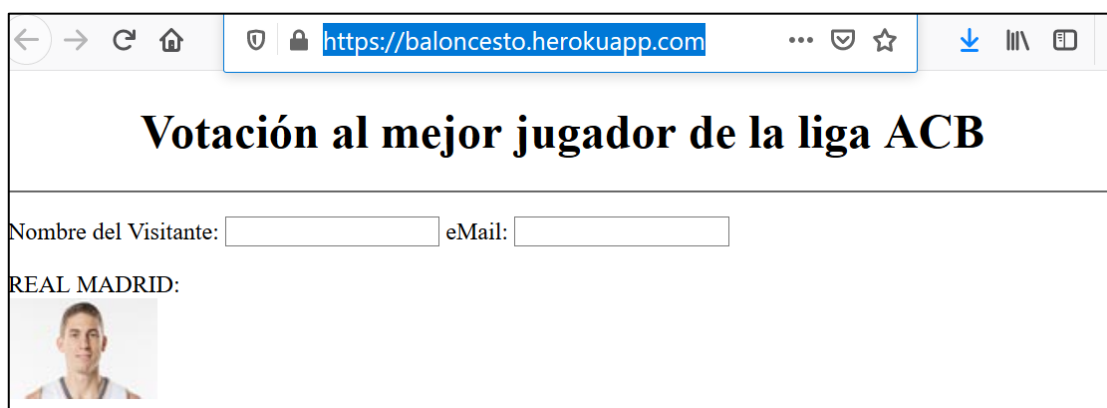 https://baloncesto.herokuapp.com
Votación al mejor jugador de la liga ACB
Nombre del Visitante: eMail:
REAL MADRID: